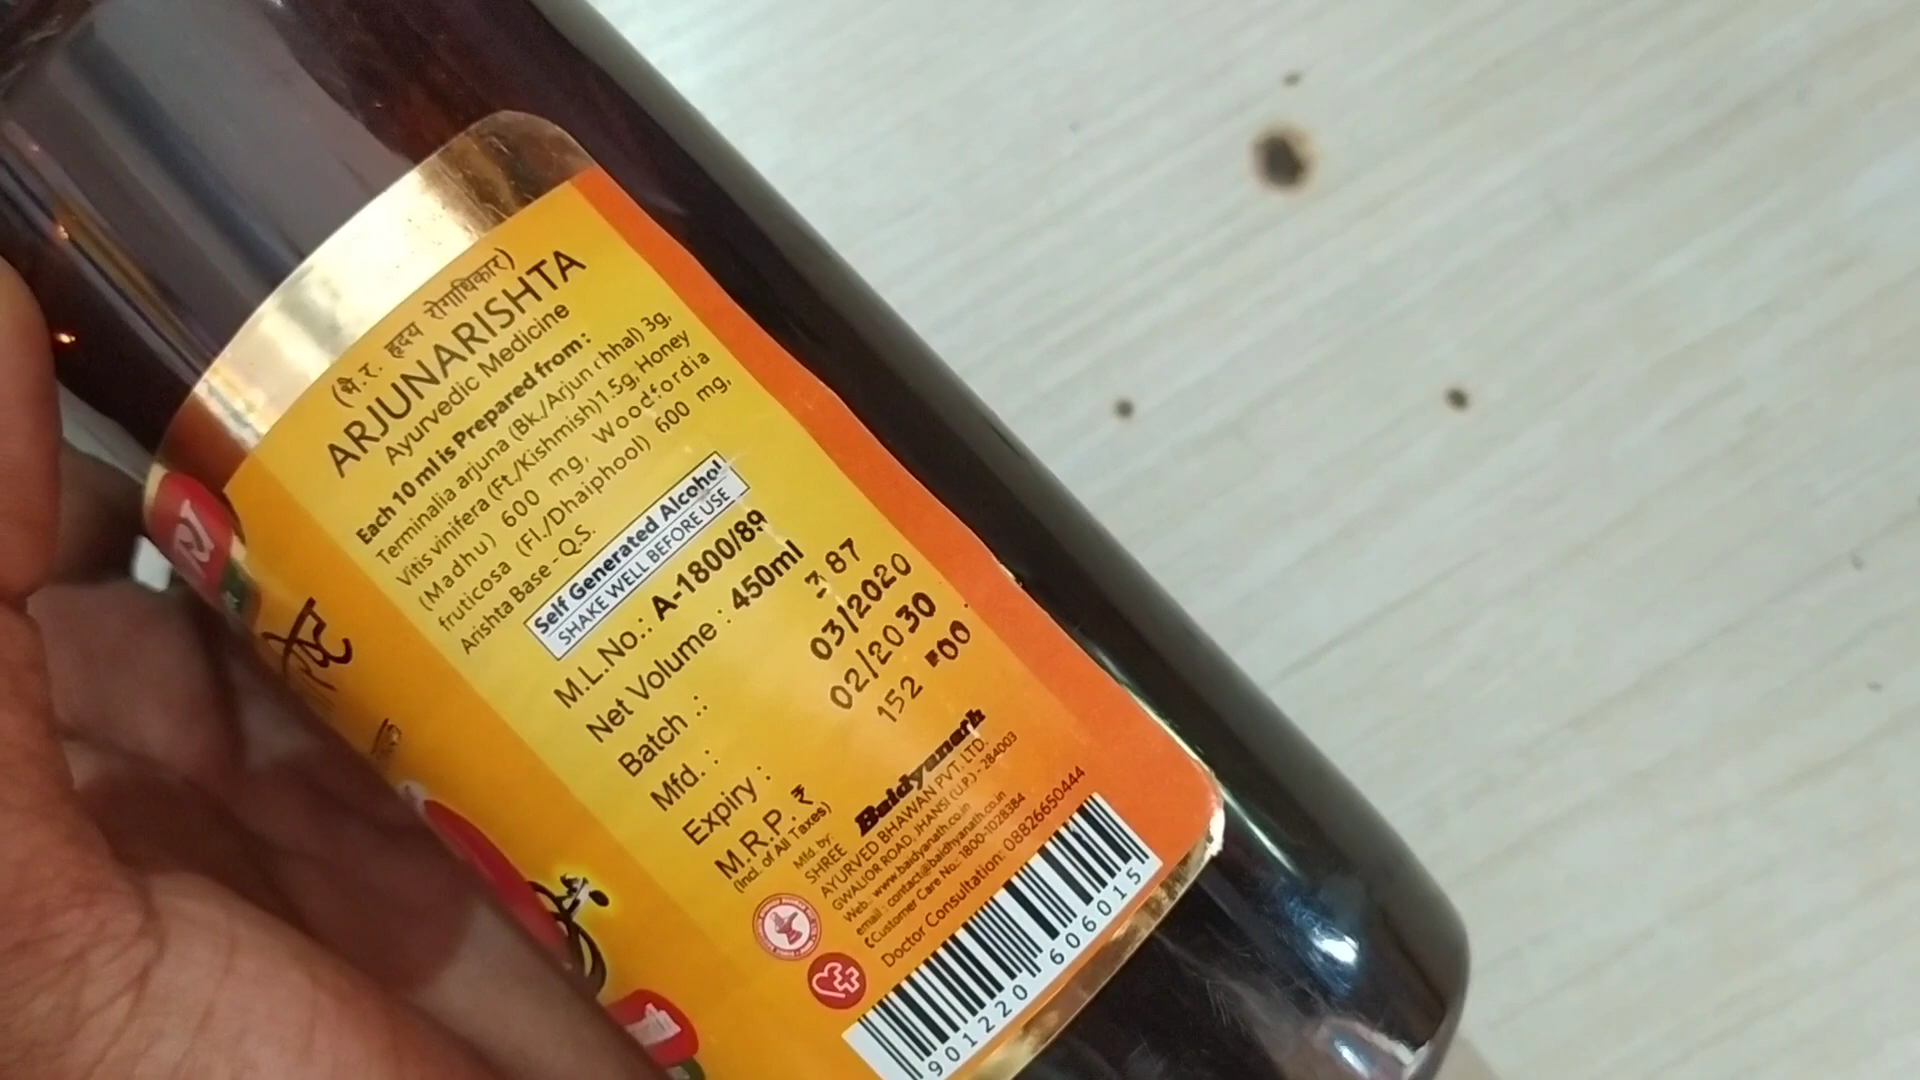 (भै.र. हृदय रोगाधिकार)
ARJUNARISHTA
Ayurvedic Medicine
Each 10 ml is Prepared from :
Terminalia arjuna (Bk./Arjun chhal) 3g,
Vitis vinifera (Ft./Kishmish)1.5g, Honey
(Madhu) 600 mg, Woodfordia
fruticosa (Fl./Dhaiphool) 600 mg,
Arishta Base - Q.S.
Self Generated Alcohol
SHAKE WELL BEFORE USE
M.L.No.: A-1800/89
Net Volume : 450ml
Batch .: 87
Mfd. : 03/2020
Expiry : 02/2030
M.R.P. ₹ 152.00
(Incl. of All Taxes)
Mfd. by:
Baidyanath
SHREE
AYURVED BHAWAN PVT. LTD.
GWALIOR ROAD, JHANSI (U.P.) - 284003
Web.: www.baidyanath.co.in
email : contact@baidhyanath.co.in
Customer Care No.: 1800-1028384
Doctor Consultation: 08826650444
901220 606015